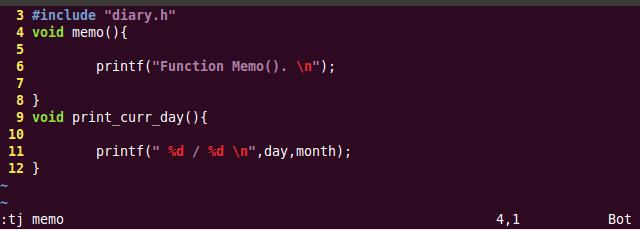 3 #include "diary.h"
4 void memo(){
5
6         printf("Function Memo(). \n");
7
8 }
9 void print_curr_day(){
10
11         printf(" %d / %d \n",day,month);
12 }
~
~
:tj memo 4,1 Bot